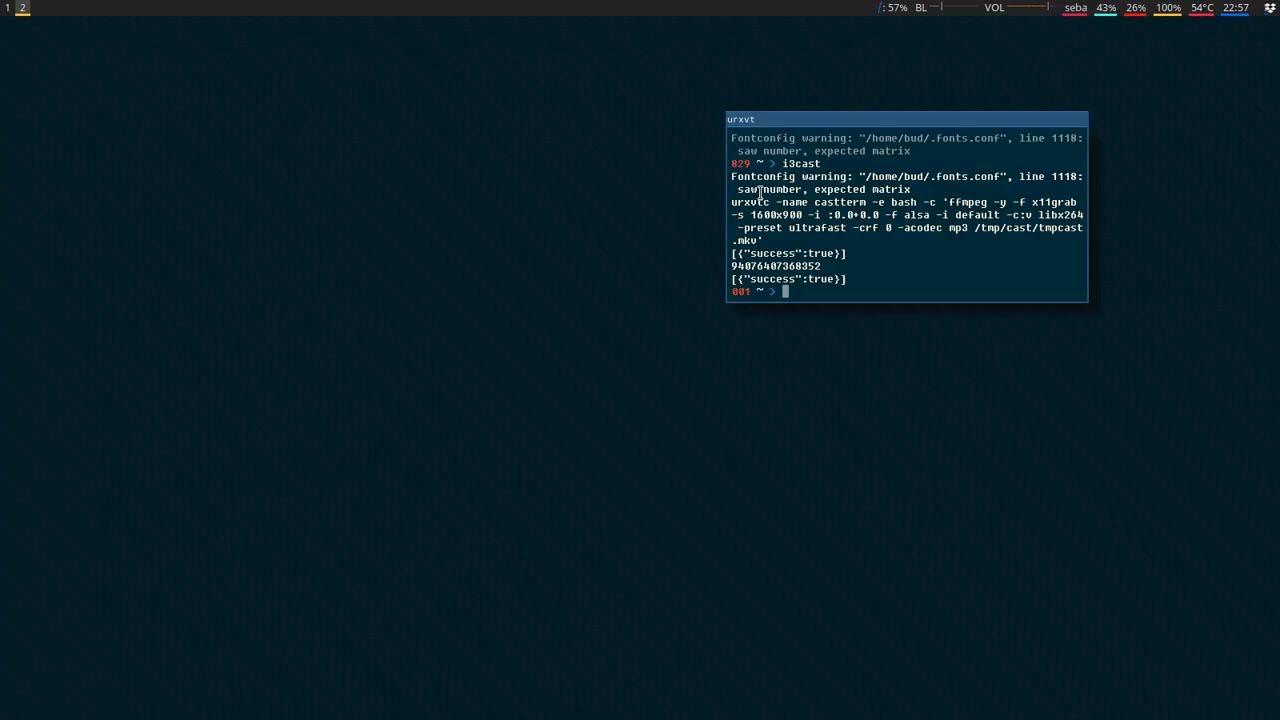 1 2 /: 57% BL VOL seba 43% 26% 100% 54°C 22:57
urxvt
Fontconfig warning: "/home/bud/.fonts.conf", line 1118:
saw number, expected matrix
829 ~ > i3cast
Fontconfig warning: "/home/bud/.fonts.conf", line 1118:
saw number, expected matrix
urxvtc -name castterm -e bash -c 'ffmpeg -y -f x11grab
-s 1600x900 -i :0.0+0.0 -f alsa -i default -c:v libx264
-preset ultrafast -crf 0 -acodec mp3 /tmp/cast/tmpcast
.mkv'
[{"success":true}]
94076407368352
[{"success":true}]
001 ~ >